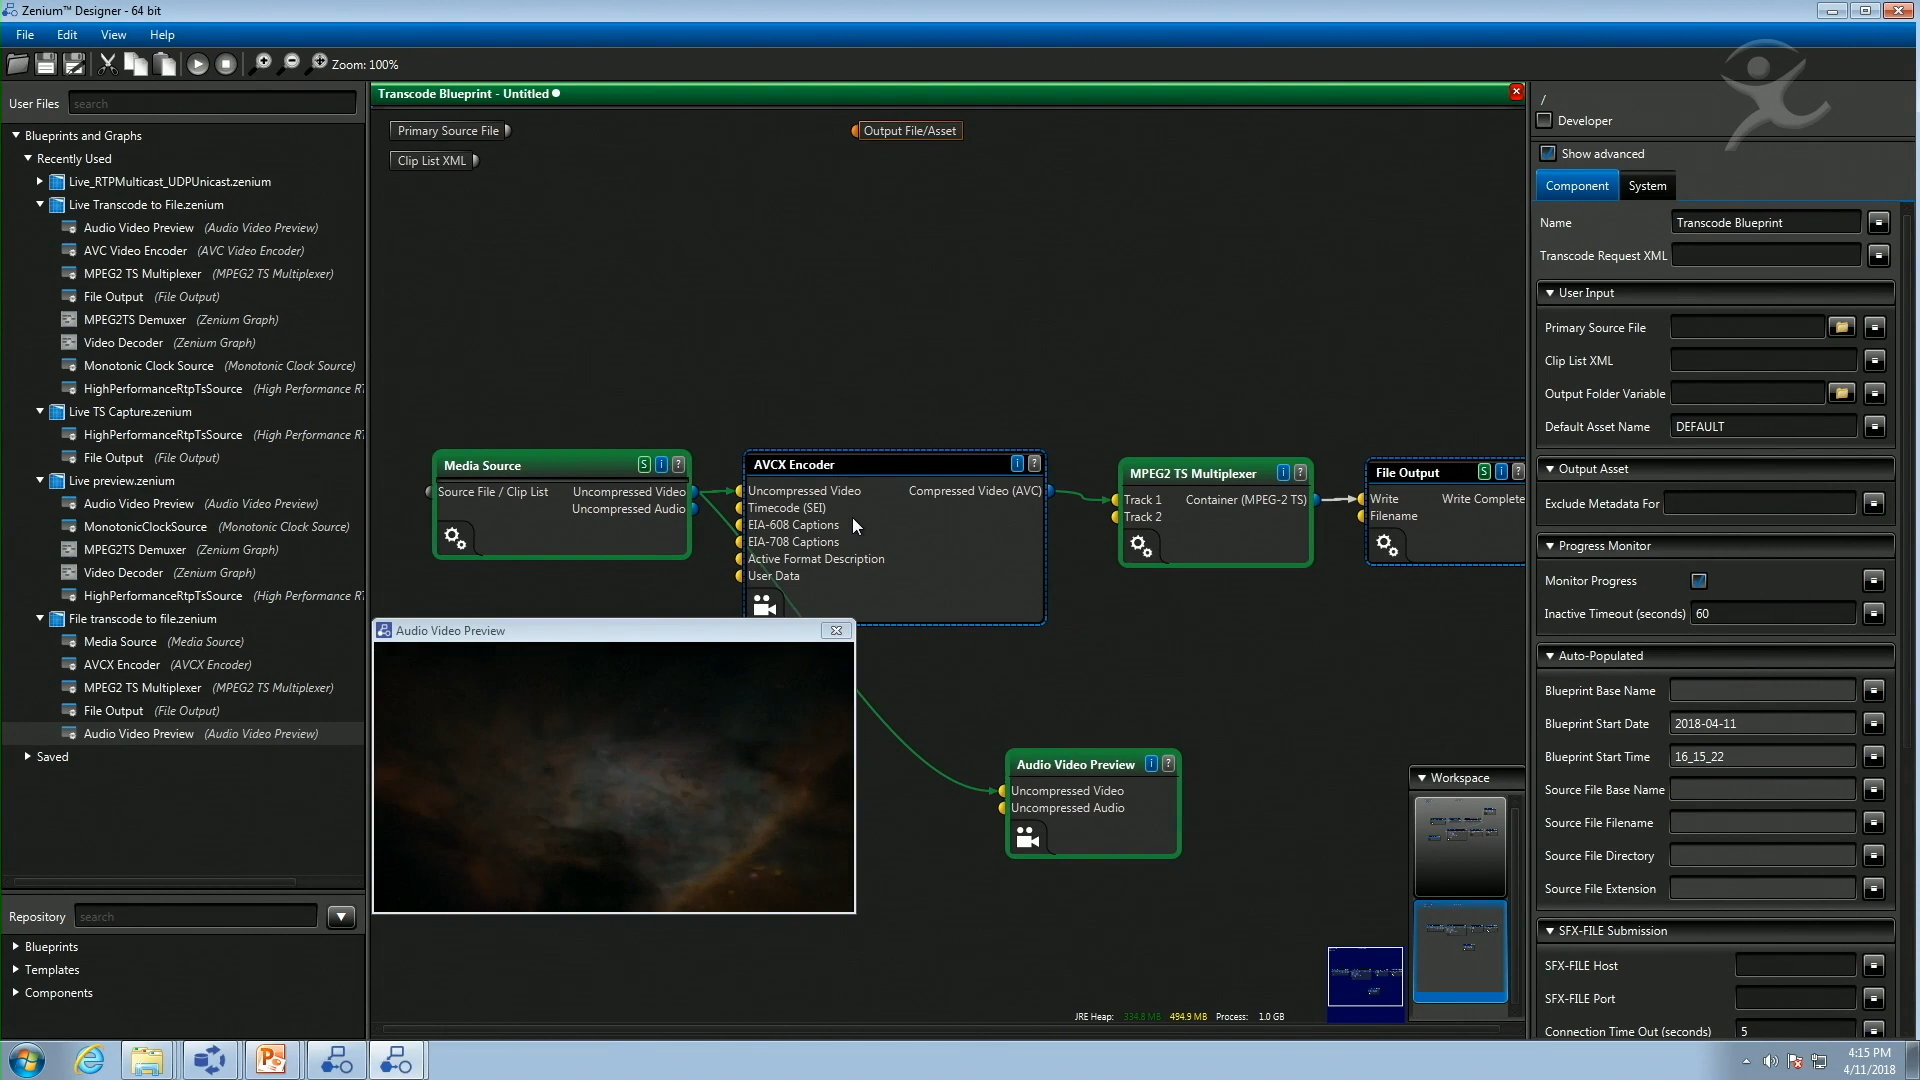 Zenium™ Designer - 64 bit
File Edit View Help
Zoom: 100%
User Files search
Blueprints and Graphs
Recently Used
Live_RTPMulticast_UDPUnicast.zenium
Live Transcode to File.zenium
Audio Video Preview (Audio Video Preview)
AVC Video Encoder (AVC Video Encoder)
MPEG2 TS Multiplexer (MPEG2 TS Multiplexer)
File Output (File Output)
MPEG2TS Demuxer (Zenium Graph)
Video Decoder (Zenium Graph)
Monotonic Clock Source (Monotonic Clock Source)
HighPerformanceRtpTsSource (High Performance RT
Live TS Capture.zenium
HighPerformanceRtpTsSource (High Performance RT
File Output (File Output)
Live preview.zenium
Audio Video Preview (Audio Video Preview)
MonotonicClockSource (Monotonic Clock Source)
MPEG2TS Demuxer (Zenium Graph)
Video Decoder (Zenium Graph)
HighPerformanceRtpTsSource (High Performance RT
File transcode to file.zenium
Media Source (Media Source)
AVCX Encoder (AVCX Encoder)
MPEG2 TS Multiplexer (MPEG2 TS Multiplexer)
File Output (File Output)
Audio Video Preview (Audio Video Preview)
Saved
Repository search
Blueprints
Templates
Components
Transcode Blueprint - Untitled
Primary Source File
Clip List XML
Output File/Asset
Media Source S i ?
Source File / Clip List Uncompressed Video
Uncompressed Audio
AVCX Encoder i ?
Uncompressed Video Compressed Video (AVC)
Timecode (SEI)
EIA-608 Captions
EIA-708 Captions
Active Format Description
User Data
MPEG2 TS Multiplexer i ?
Track 1 Container (MPEG-2 TS)
Track 2
File Output S i ?
Write Write Complete
Filename
Audio Video Preview
Audio Video Preview i ?
Uncompressed Video
Uncompressed Audio
Workspace
JRE Heap: 334.8 MB 494.9 MB Process: 1.0 GB
/
Developer
Show advanced
Component System
Name Transcode Blueprint
Transcode Request XML
User Input
Primary Source File
Clip List XML
Output Folder Variable
Default Asset Name DEFAULT
Output Asset
Exclude Metadata For
Progress Monitor
Monitor Progress
Inactive Timeout (seconds) 60
Auto-Populated
Blueprint Base Name
Blueprint Start Date 2018-04-11
Blueprint Start Time 16_15_22
Source File Base Name
Source File Filename
Source File Directory
Source File Extension
SFX-FILE Submission
SFX-FILE Host
SFX-FILE Port
Connection Time Out (seconds) 5
4:15 PM
4/11/2018